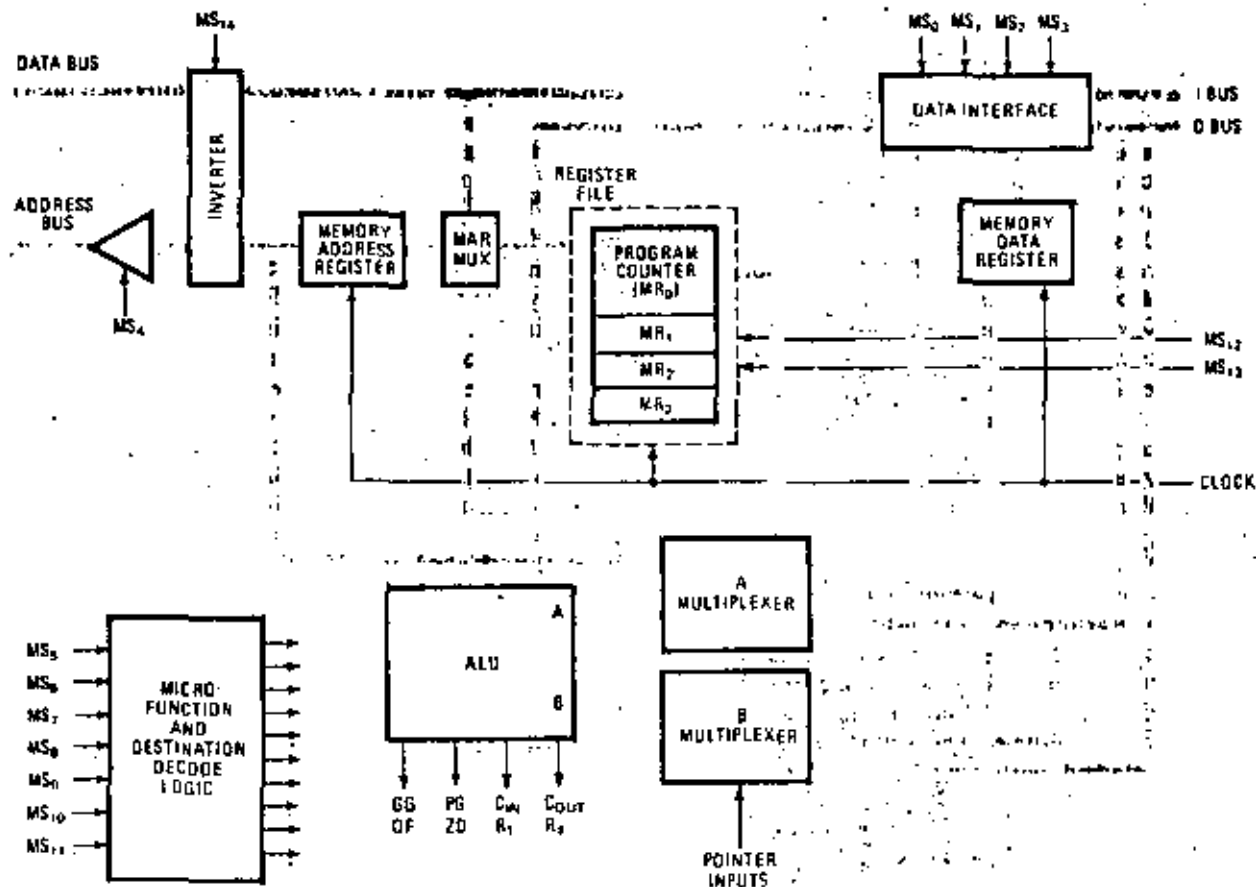 MS₁₄
MS₀ MS₁ MS₂ MS₃
DATA BUS
DATA INTERFACE
I BUS
D BUS
INVERTER
REGISTER
FILE
ADDRESS
BUS
MEMORY
ADDRESS
REGISTER
MAR
MUX
PROGRAM
COUNTER
(MR₀)
MR₁
MR₂
MR₃
MEMORY
DATA
REGISTER
MS₄
MS₁₂
MS₁₃
CLOCK
A
MULTIPLEXER
B
MULTIPLEXER
POINTER
INPUTS
A
ALU
B
GG PG C_IN C_OUT
OF ZD R₁
MS₅
MS₆
MS₇
MS₈
MS₉
MS₁₀
MS₁₁
MICRO-
FUNCTION
AND
DESTINATION
DECODE
LOGIC